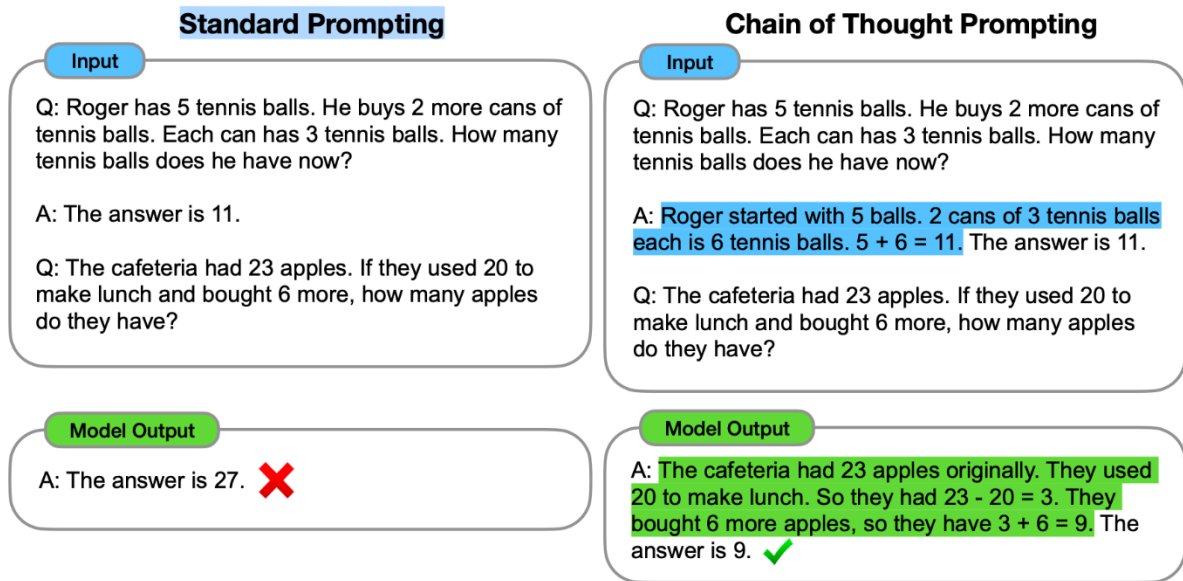 Standard Prompting
Input
Q: Roger has 5 tennis balls. He buys 2 more cans of
tennis balls. Each can has 3 tennis balls. How many
tennis balls does he have now?
A: The answer is 11.
Q: The cafeteria had 23 apples. If they used 20 to
make lunch and bought 6 more, how many apples
do they have?
Model Output
A: The answer is 27.
Chain of Thought Prompting
Input
Q: Roger has 5 tennis balls. He buys 2 more cans of
tennis balls. Each can has 3 tennis balls. How many
tennis balls does he have now?
A: Roger started with 5 balls. 2 cans of 3 tennis balls
each is 6 tennis balls. 5 + 6 = 11. The answer is 11.
Q: The cafeteria had 23 apples. If they used 20 to
make lunch and bought 6 more, how many apples
do they have?
Model Output
A: The cafeteria had 23 apples originally. They used
20 to make lunch. So they had 23 - 20 = 3. They
bought 6 more apples, so they have 3 + 6 = 9. The
answer is 9.